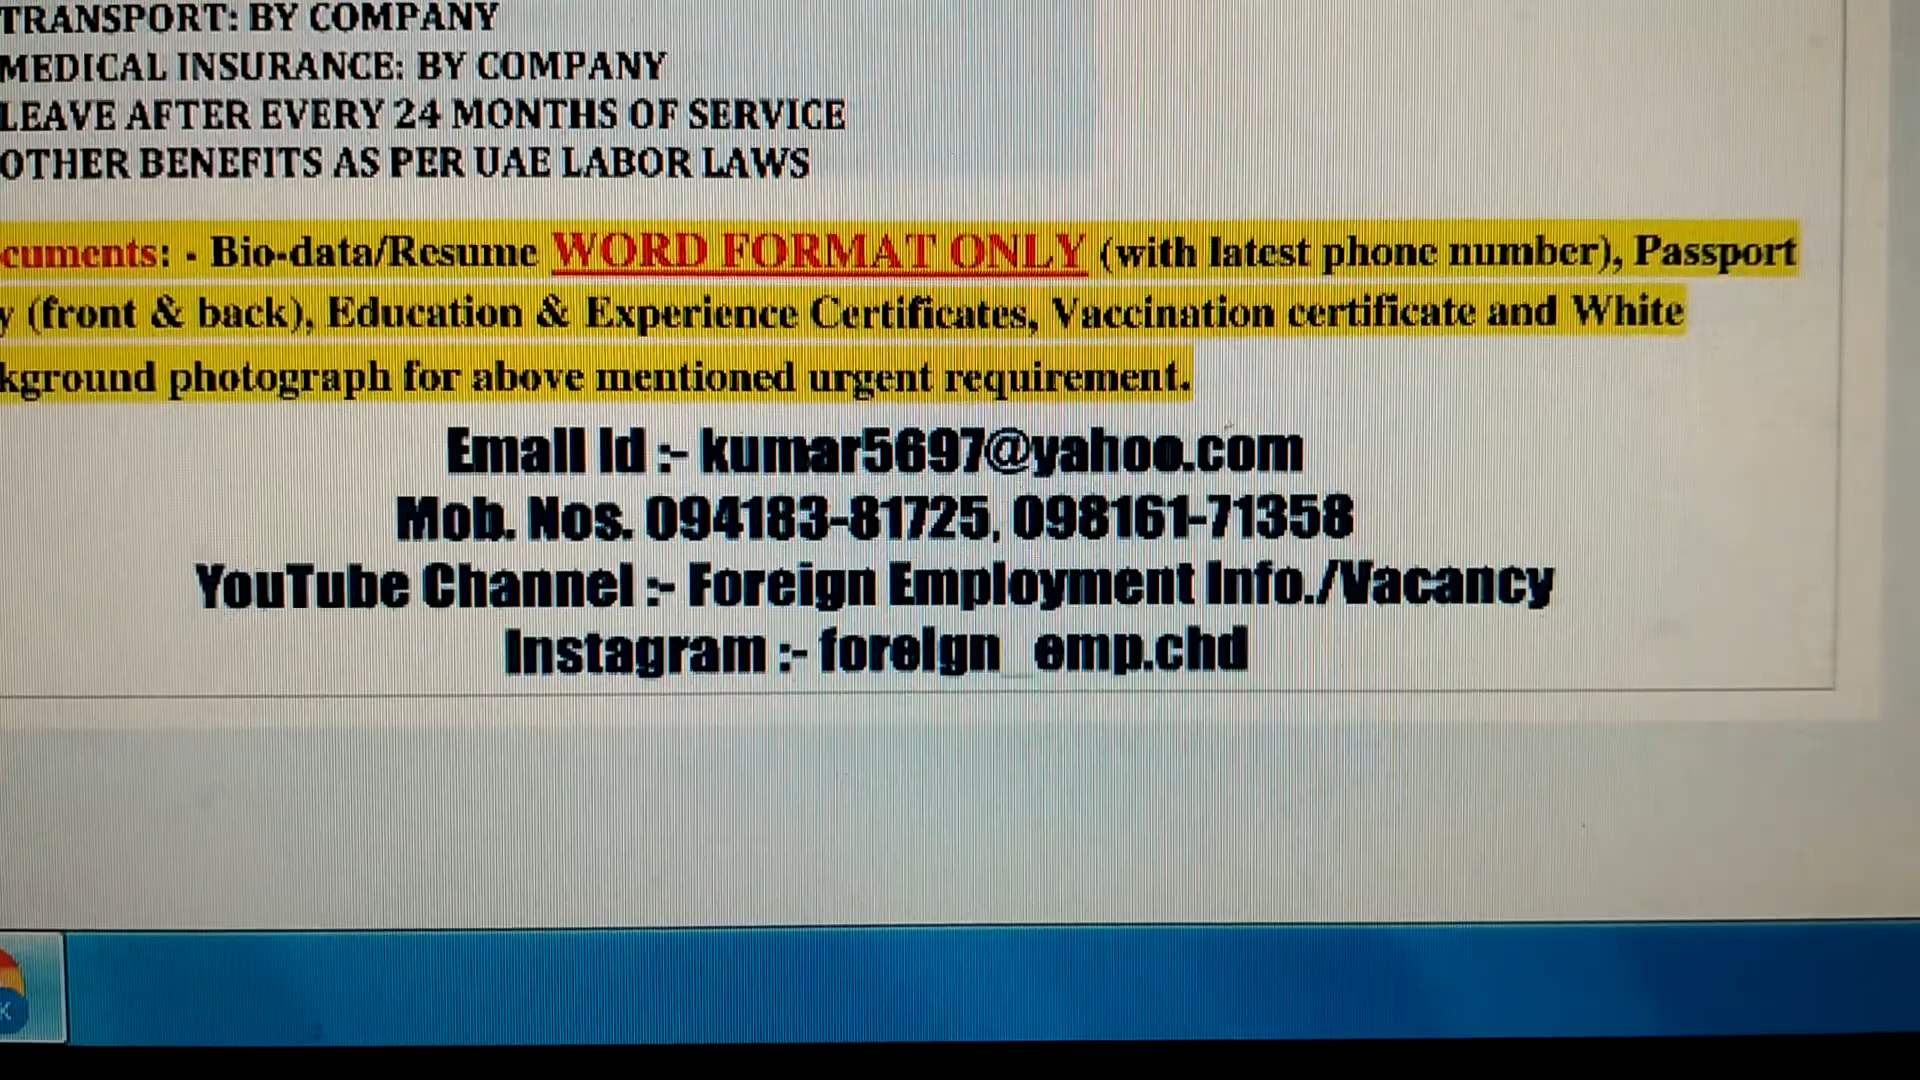 TRANSPORT: BY COMPANY
MEDICAL INSURANCE: BY COMPANY
LEAVE AFTER EVERY 24 MONTHS OF SERVICE
OTHER BENEFITS AS PER UAE LABOR LAWS
cuments: - Bio-data/Resume WORD FORMAT ONLY (with latest phone number), Passport
y (front & back), Education & Experience Certificates, Vaccination certificate and White
kground photograph for above mentioned urgent requirement.
Email Id :- kumar5697@yahoo.com
Mob. Nos. 094183-81725, 098161-71358
YouTube Channel :- Foreign Employment Info./Vacancy
Instagram :- foreign_emp.chd
K